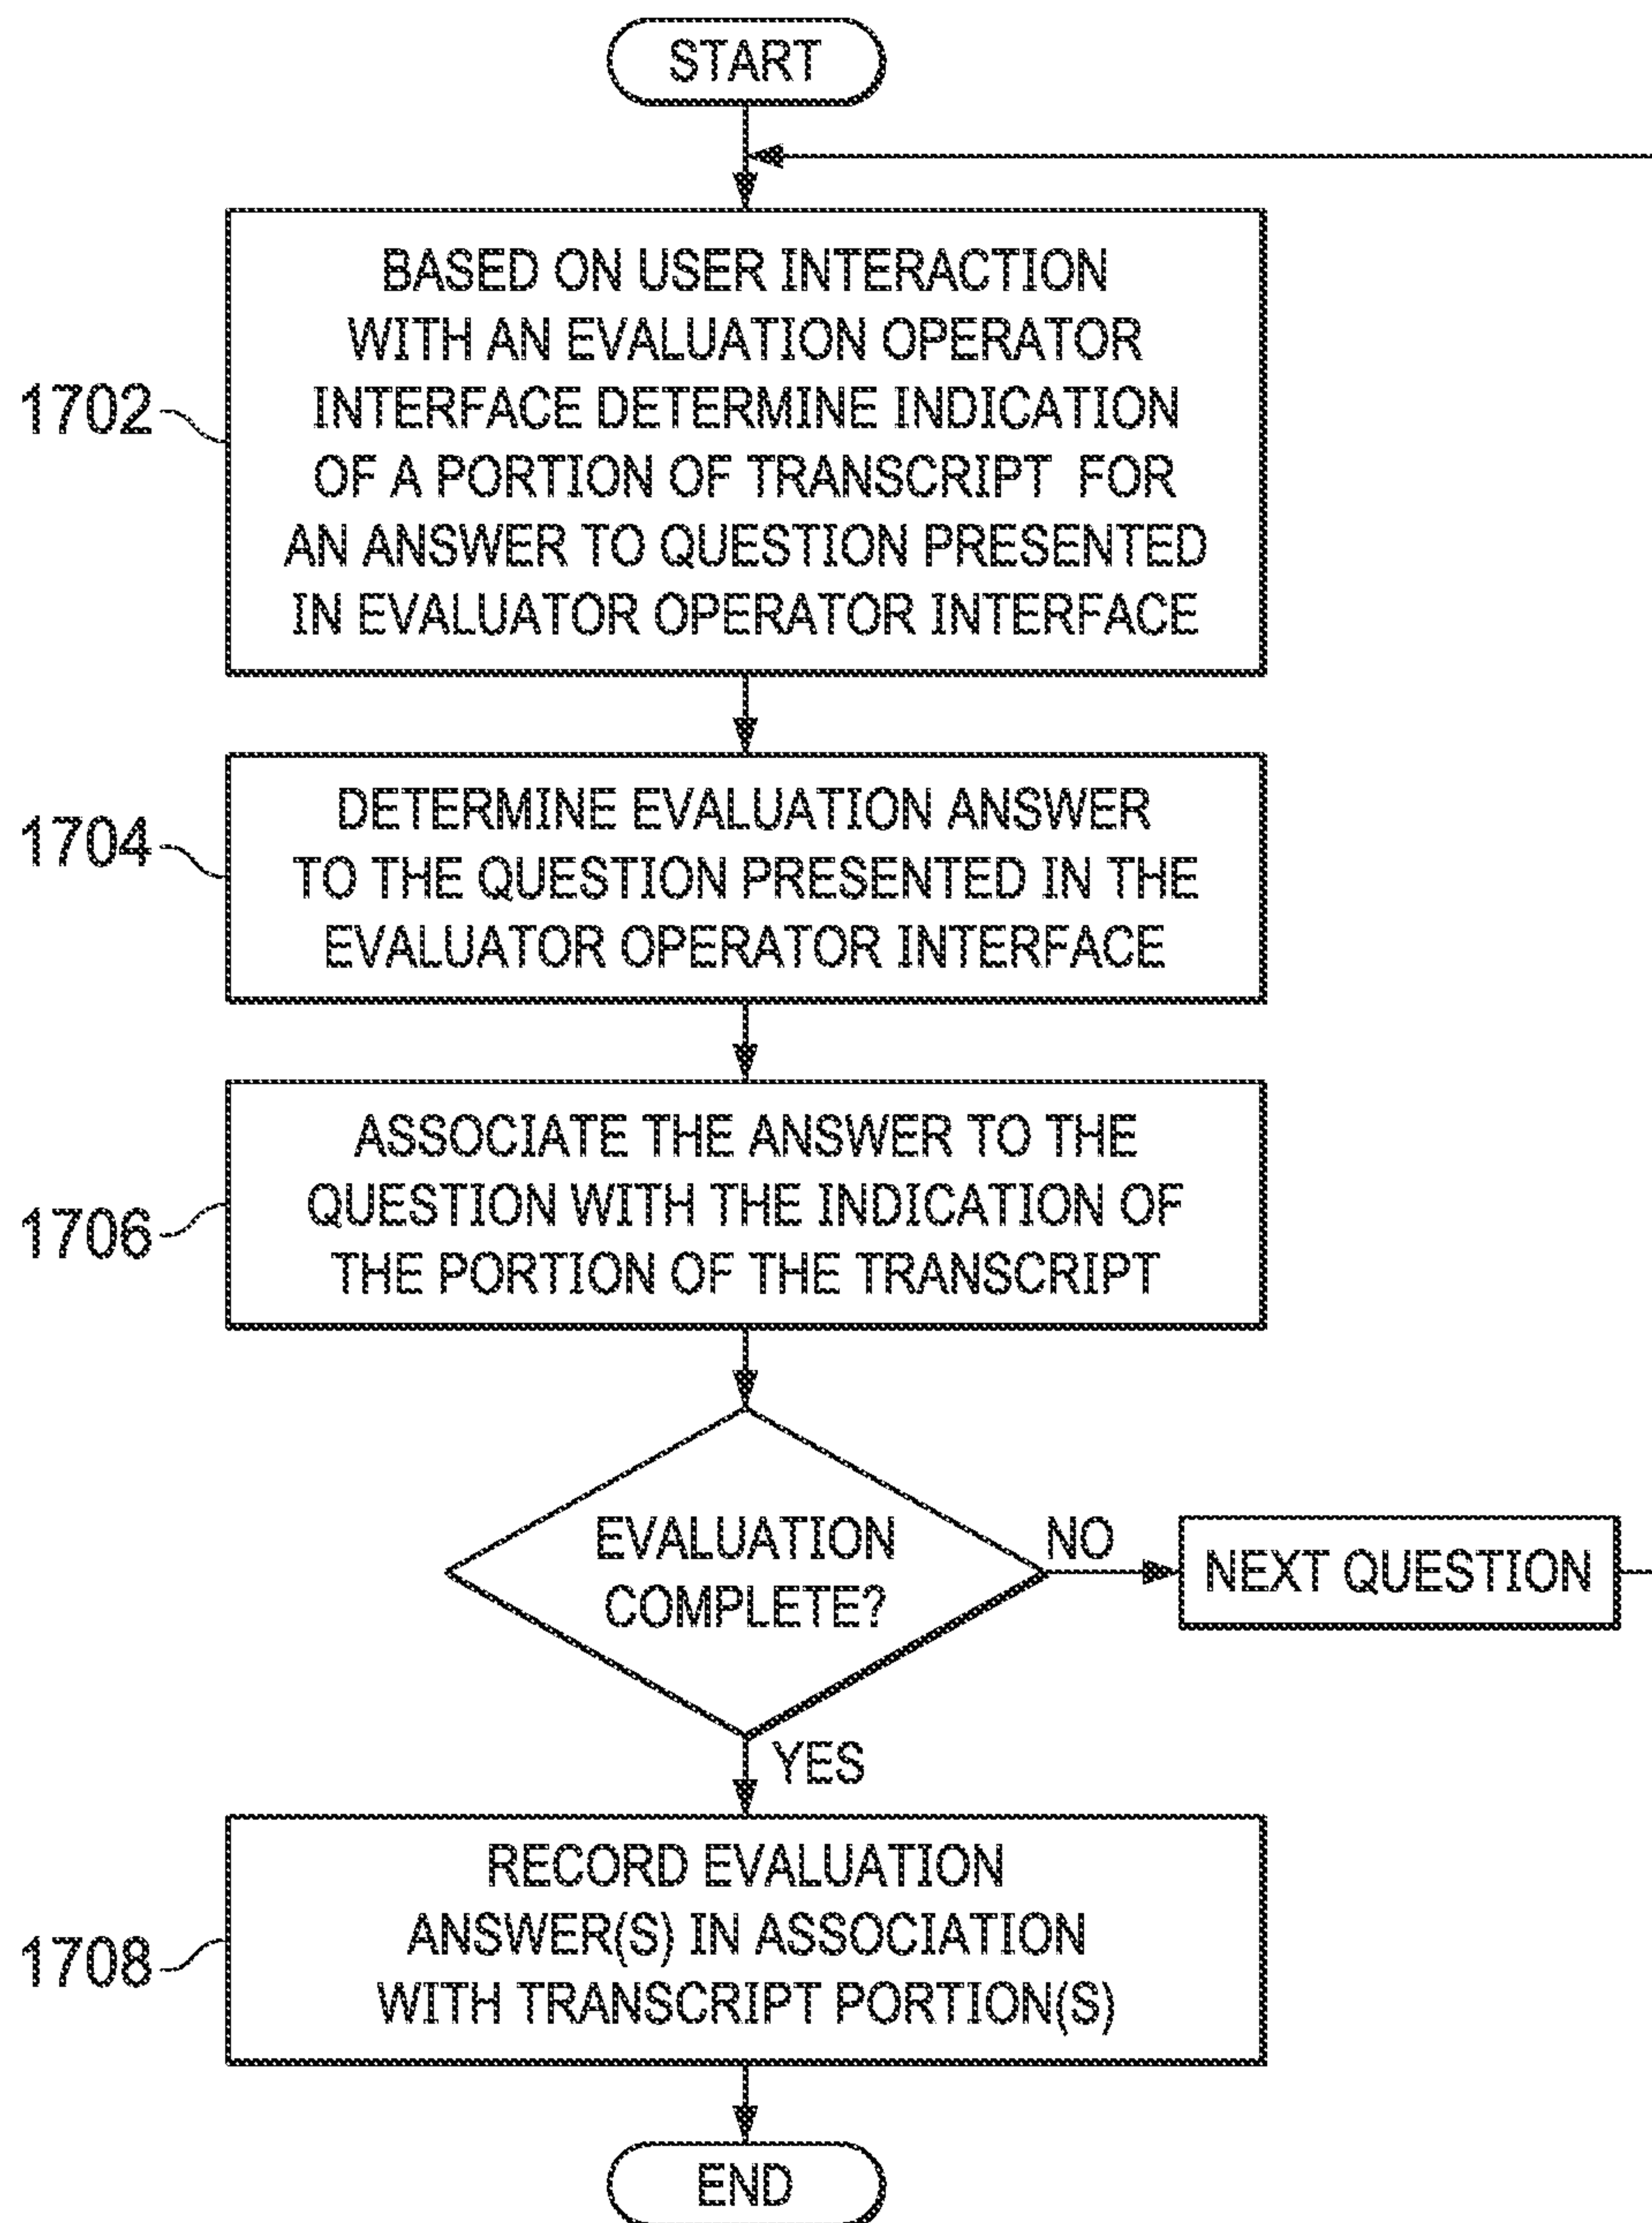 START
BASED ON USER INTERACTION
WITH AN EVALUATION OPERATOR
INTERFACE DETERMINE INDICATION
OF A PORTION OF TRANSCRIPT FOR
AN ANSWER TO QUESTION PRESENTED
IN EVALUATOR OPERATOR INTERFACE
1702
DETERMINE EVALUATION ANSWER
TO THE QUESTION PRESENTED IN THE
EVALUATOR OPERATOR INTERFACE
1704
ASSOCIATE THE ANSWER TO THE
QUESTION WITH THE INDICATION OF
THE PORTION OF THE TRANSCRIPT
1706
EVALUATION
COMPLETE?
NO
NEXT QUESTION
YES
RECORD EVALUATION
ANSWER(S) IN ASSOCIATION
WITH TRANSCRIPT PORTION(S)
1708
END